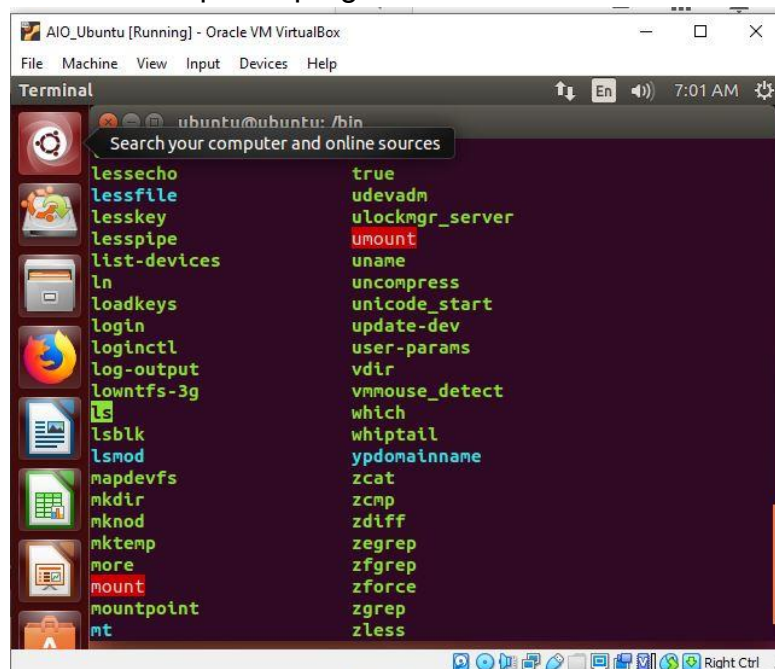 AIO_Ubuntu [Running] - Oracle VM VirtualBox
File Machine View Input Devices Help
Terminal En 7:01 AM
ubuntu@ubuntu: /bin
Search your computer and online sources
lessecho true
lessfile udevadm
lesskey ulockmgr_server
lesspipe umount
list-devices uname
ln uncompress
loadkeys unicode_start
login update-dev
loginctl user-params
log-output vdir
lowntfs-3g vmmouse_detect
ls which
lsblk whiptail
lsmod ypdomainname
mapdevfs zcat
mkdir zcmp
mknod zdiff
mktemp zegrep
more zfgrep
mount zforce
mountpoint zgrep
mt zless
Right Ctrl